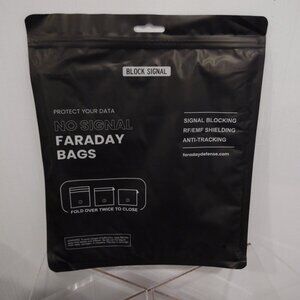 BLOCK SIGNAL
PROTECT YOUR DATA
NO SIGNAL
FARADAY
BAGS
SIGNAL BLOCKING
RF/EMF SHIELDING
ANTI-TRACKING
faradaydefense.com
FOLD OVER TWICE TO CLOSE